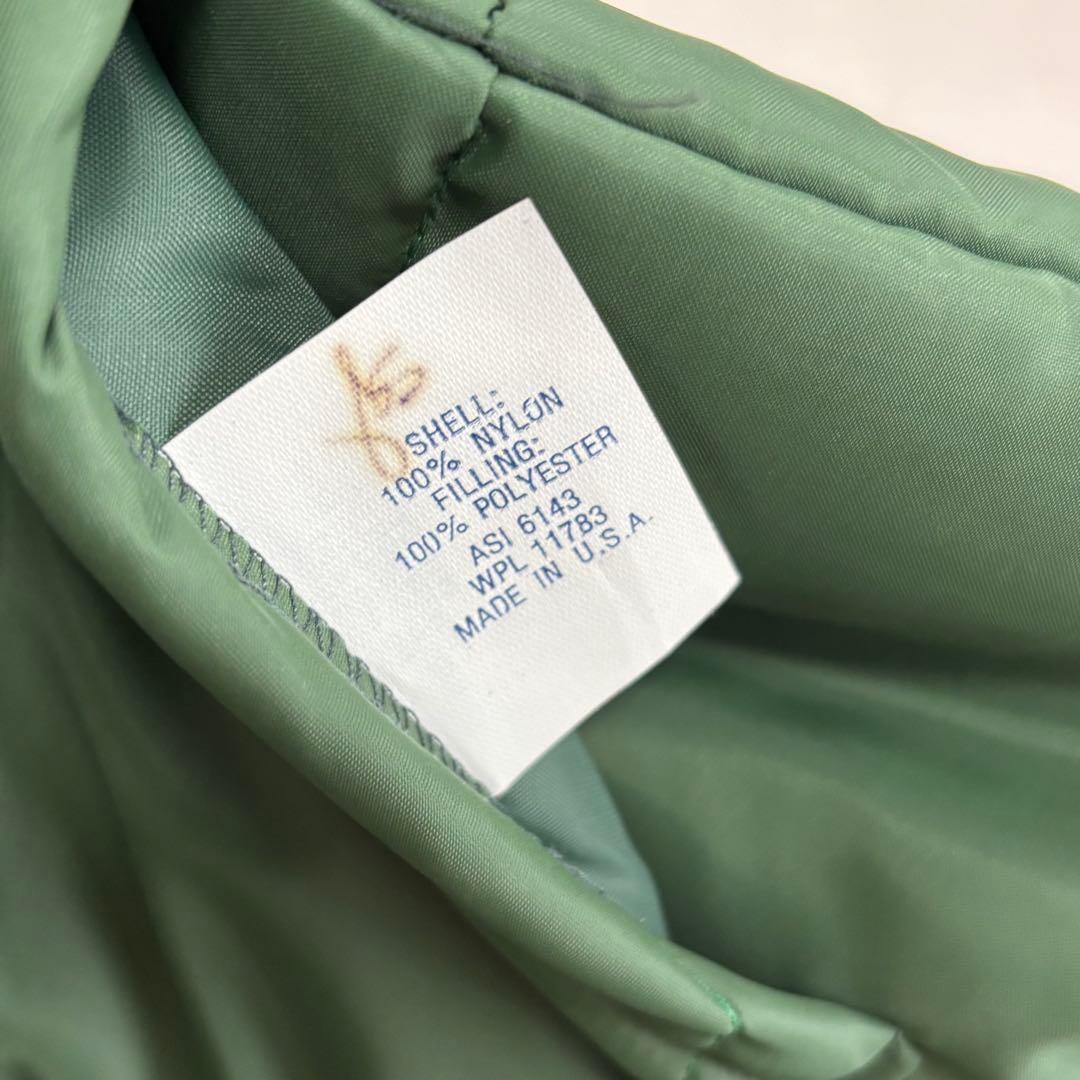 SHELL:
100% NYLON
FILLING:
100% POLYESTER
ASI 6143
WPL 11783
MADE IN U.S.A.